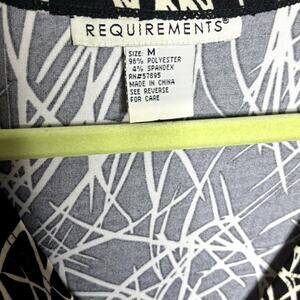 REQUIREMENTS®
SIZE: M
96% POLYESTER
4% SPANDEX
RN#57895
MADE IN CHINA
SEE REVERSE
FOR CARE